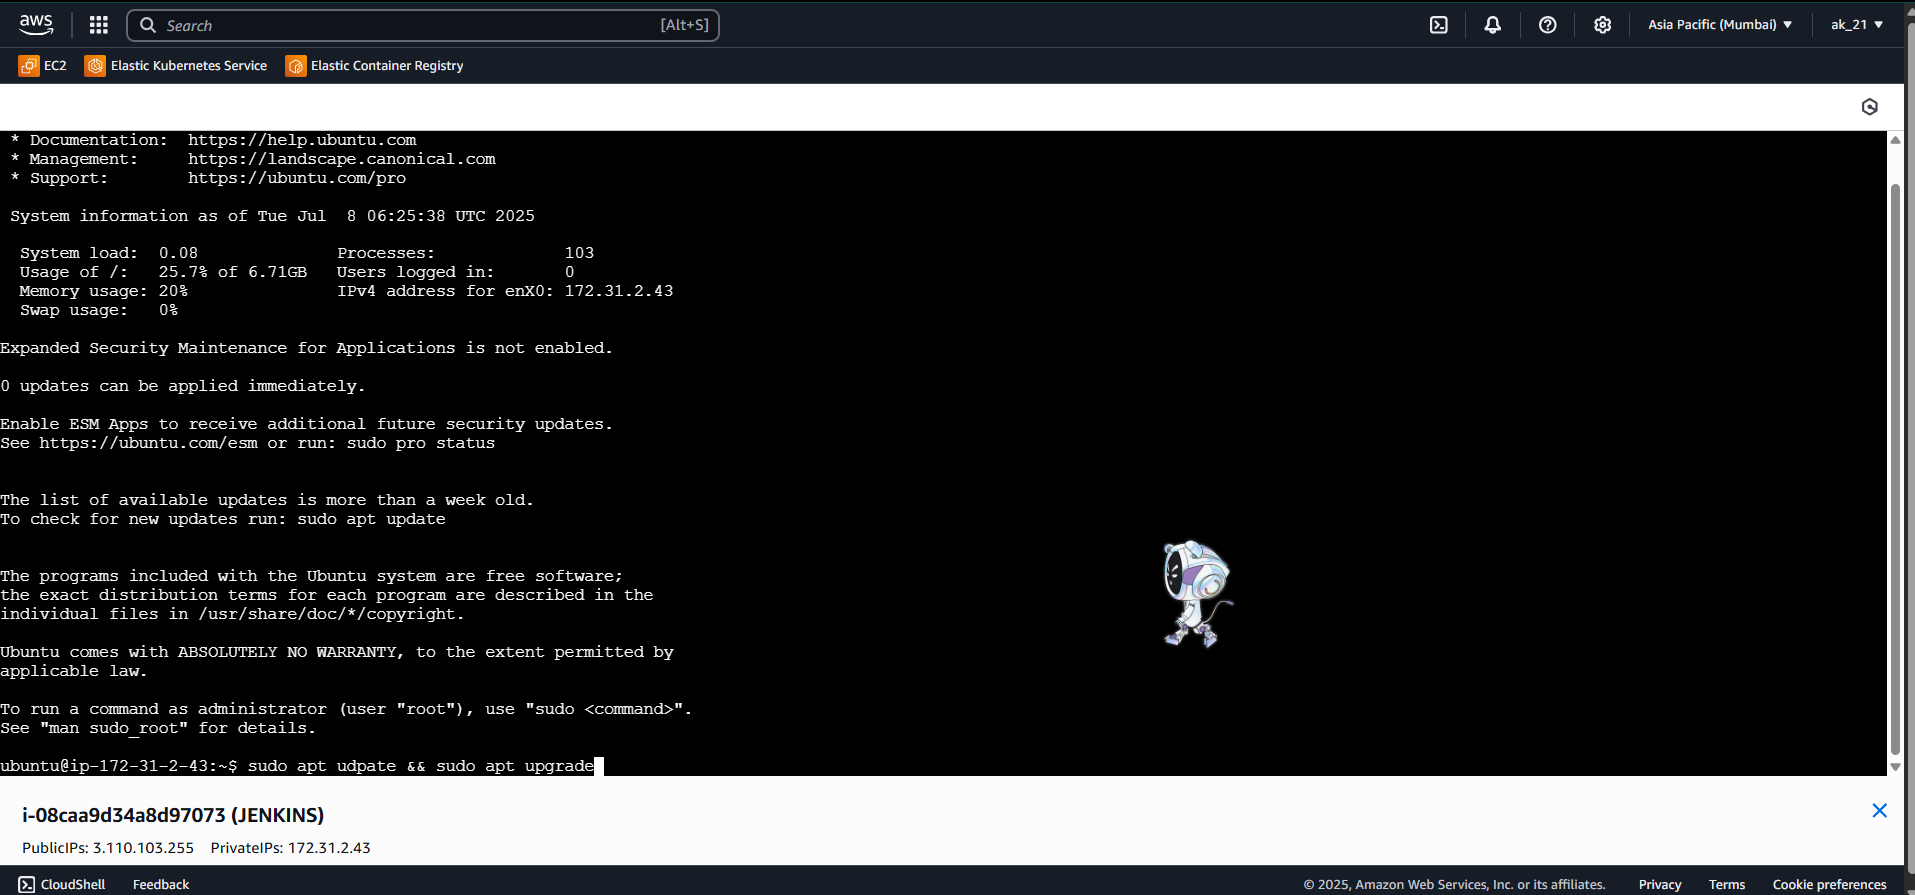 aws
Search [Alt+S]
Asia Pacific (Mumbai)
ak_21
EC2
Elastic Kubernetes Service
Elastic Container Registry
* Documentation:  https://help.ubuntu.com
* Management:     https://landscape.canonical.com
* Support:        https://ubuntu.com/pro
System information as of Tue Jul  8 06:25:38 UTC 2025
System load:  0.08              Processes:             103
Usage of /:   25.7% of 6.71GB   Users logged in:       0
Memory usage: 20%               IPv4 address for enX0: 172.31.2.43
Swap usage:   0%
Expanded Security Maintenance for Applications is not enabled.
0 updates can be applied immediately.
Enable ESM Apps to receive additional future security updates.
See https://ubuntu.com/esm or run: sudo pro status
The list of available updates is more than a week old.
To check for new updates run: sudo apt update
The programs included with the Ubuntu system are free software;
the exact distribution terms for each program are described in the
individual files in /usr/share/doc/*/copyright.
Ubuntu comes with ABSOLUTELY NO WARRANTY, to the extent permitted by
applicable law.
To run a command as administrator (user "root"), use "sudo <command>".
See "man sudo_root" for details.
ubuntu@ip-172-31-2-43:~$ sudo apt udpate && sudo apt upgrade
i-08caa9d34a8d97073 (JENKINS)
PublicIPs: 3.110.103.255 PrivateIPs: 172.31.2.43
CloudShell Feedback © 2025, Amazon Web Services, Inc. or its affiliates. Privacy Terms Cookie preferences